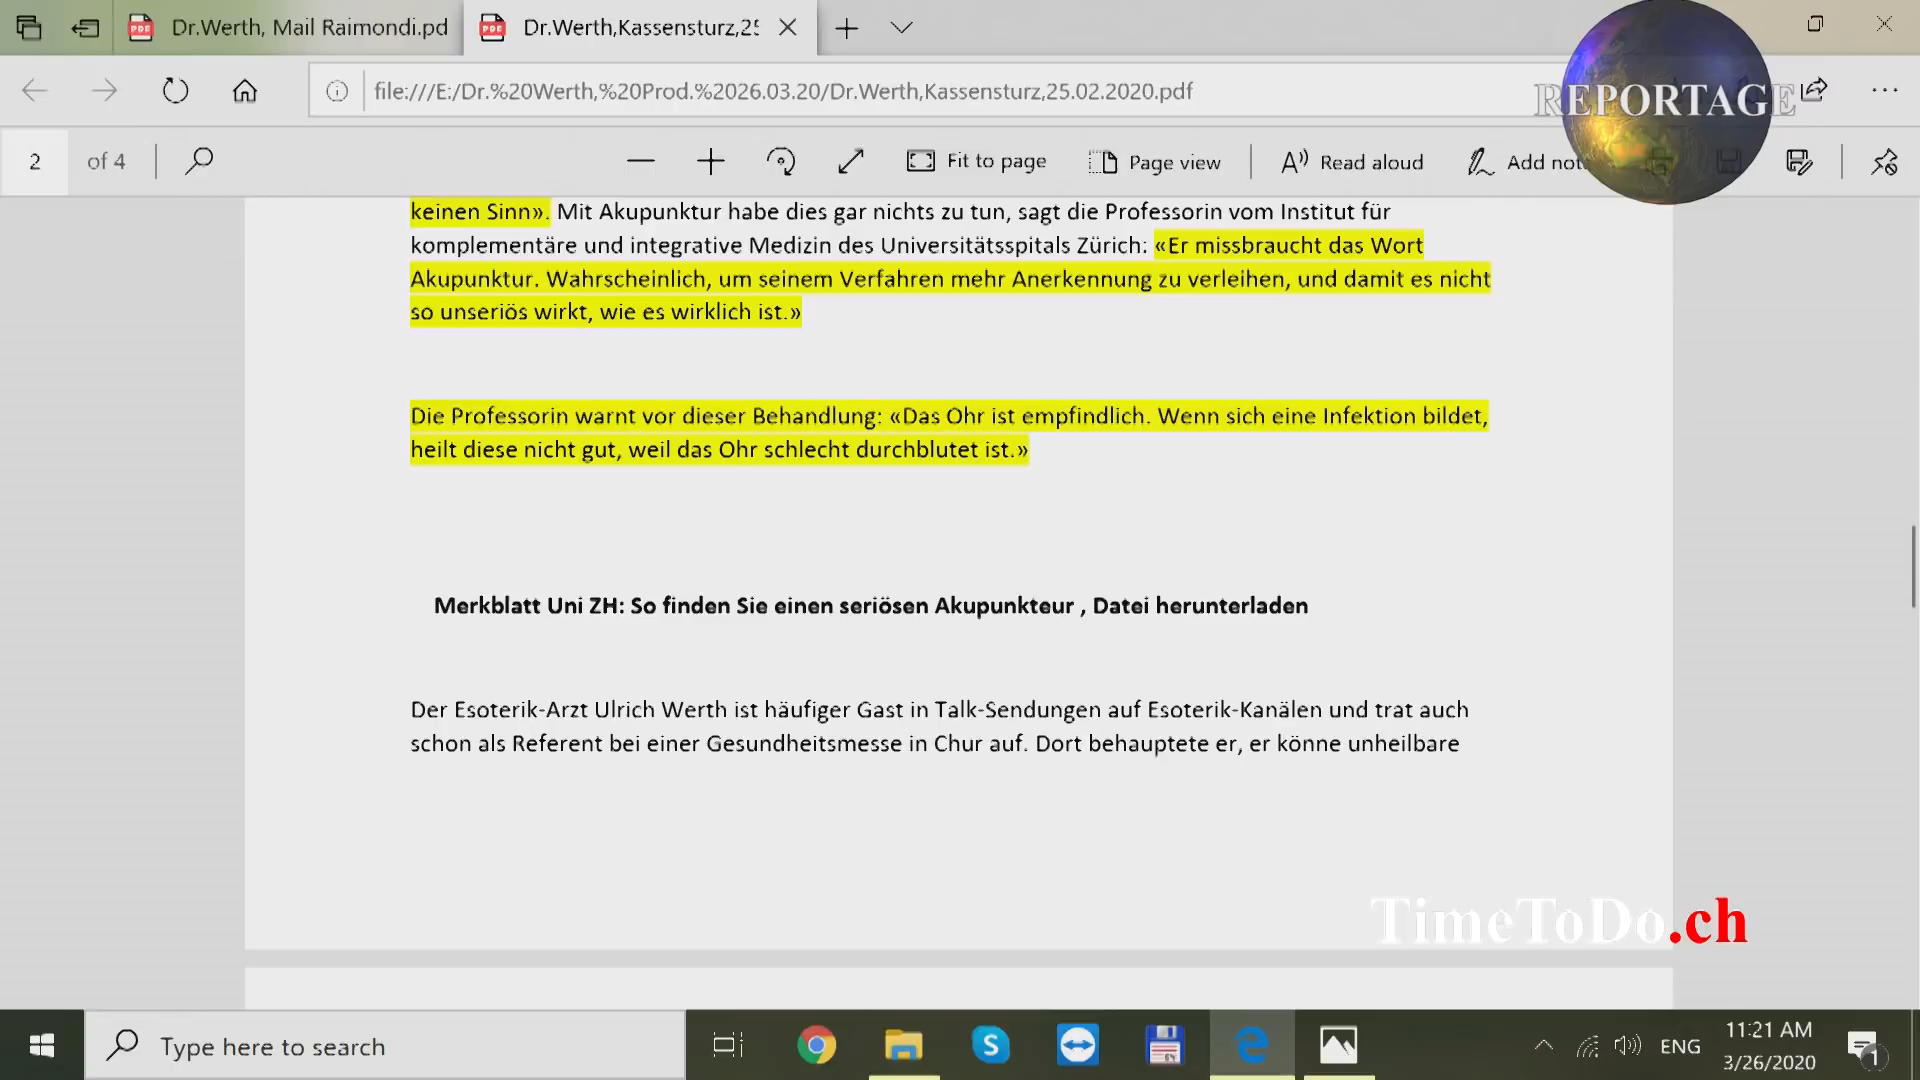 Dr.Werth, Mail Raimondi.pd
Dr.Werth,Kassensturz,25
REPORTAGE
file:///E:/Dr.%20Werth,%20Prod.%2026.03.20/Dr.Werth,Kassensturz,25.02.2020.pdf
2 of 4
Fit to page
Page view
Read aloud
Add not
keinen Sinn». Mit Akupunktur habe dies gar nichts zu tun, sagt die Professorin vom Institut für
komplementäre und integrative Medizin des Universitätsspitals Zürich: «Er missbraucht das Wort
Akupunktur. Wahrscheinlich, um seinem Verfahren mehr Anerkennung zu verleihen, und damit es nicht
so unseriös wirkt, wie es wirklich ist.»
Die Professorin warnt vor dieser Behandlung: «Das Ohr ist empfindlich. Wenn sich eine Infektion bildet,
heilt diese nicht gut, weil das Ohr schlecht durchblutet ist.»
Merkblatt Uni ZH: So finden Sie einen seriösen Akupunkteur , Datei herunterladen
Der Esoterik-Arzt Ulrich Werth ist häufiger Gast in Talk-Sendungen auf Esoterik-Kanälen und trat auch
schon als Referent bei einer Gesundheitsmesse in Chur auf. Dort behauptete er, er könne unheilbare
TimeToDo.ch
Type here to search
ENG
11:21 AM
3/26/2020
1